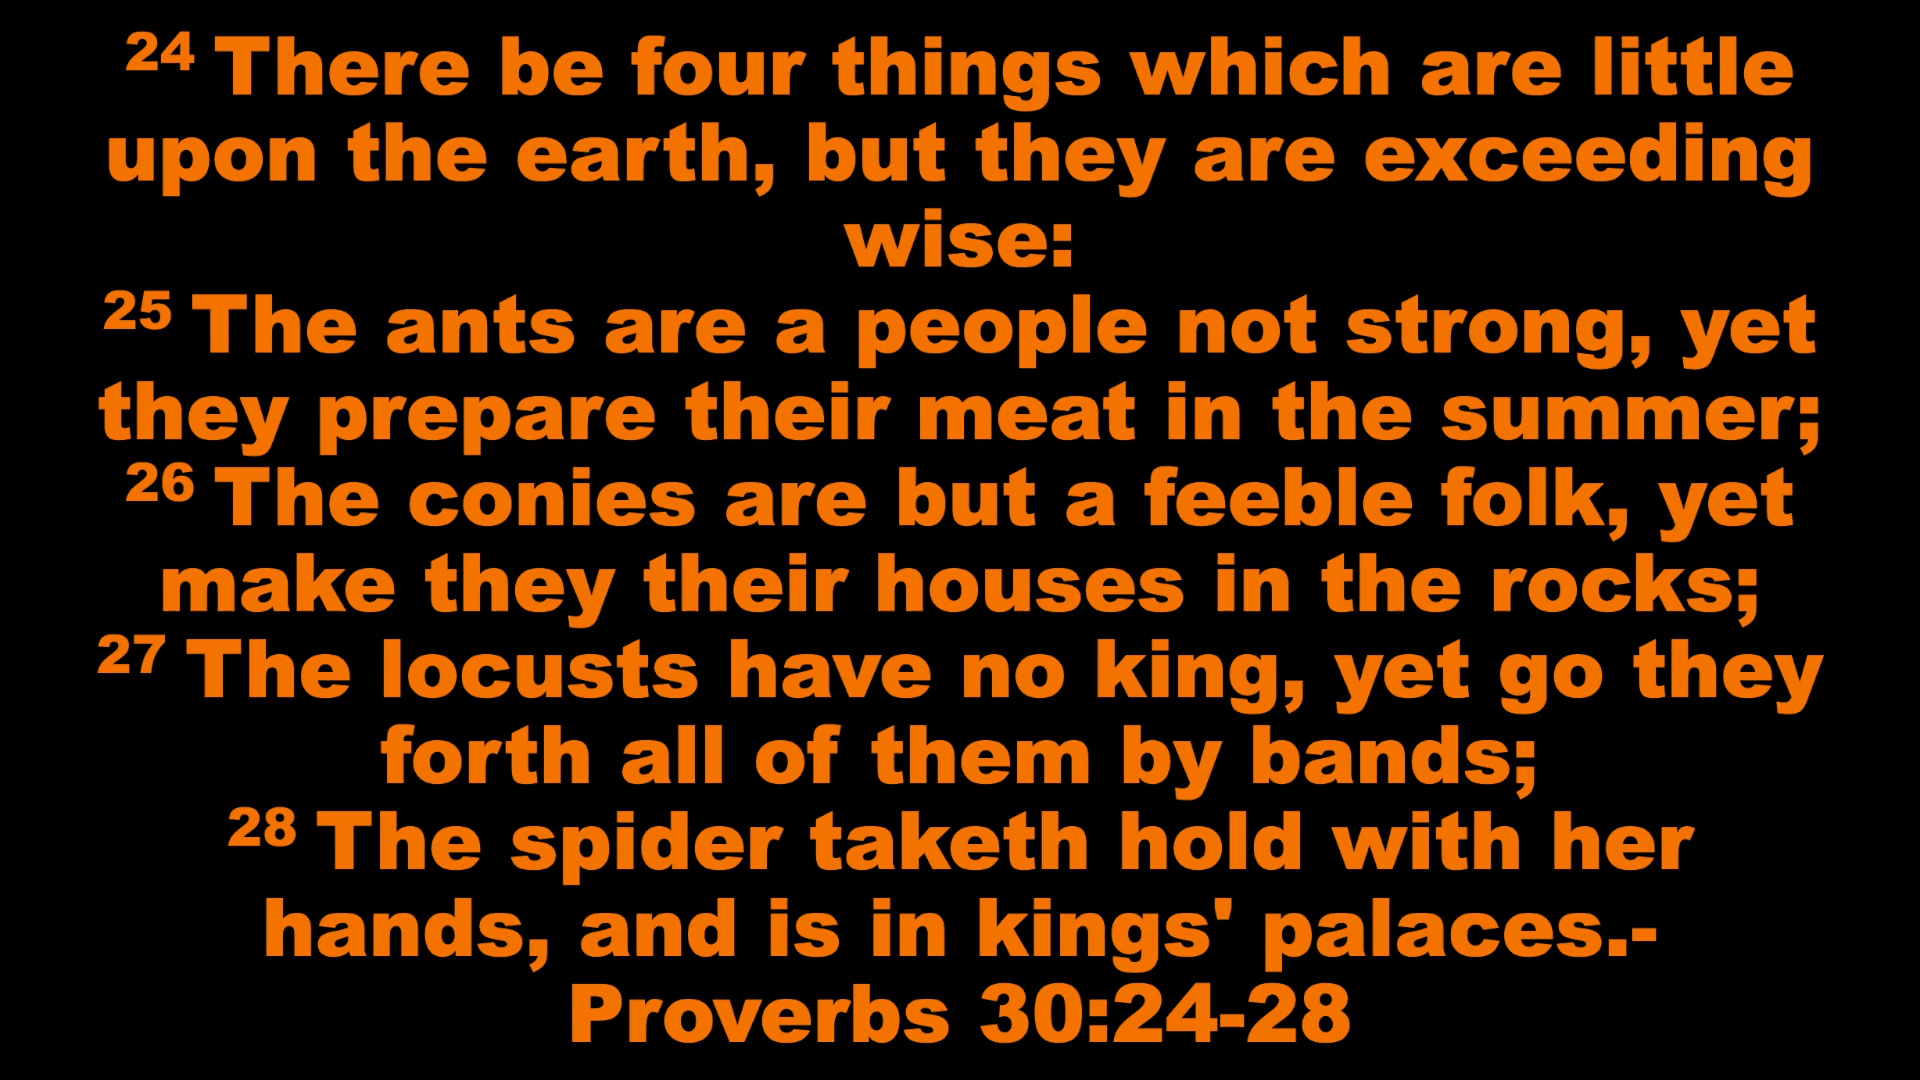 24 There be four things which are little
upon the earth, but they are exceeding
wise:
25 The ants are a people not strong, yet
they prepare their meat in the summer;
26 The conies are but a feeble folk, yet
make they their houses in the rocks;
27 The locusts have no king, yet go they
forth all of them by bands;
28 The spider taketh hold with her
hands, and is in kings' palaces.-
Proverbs 30:24-28